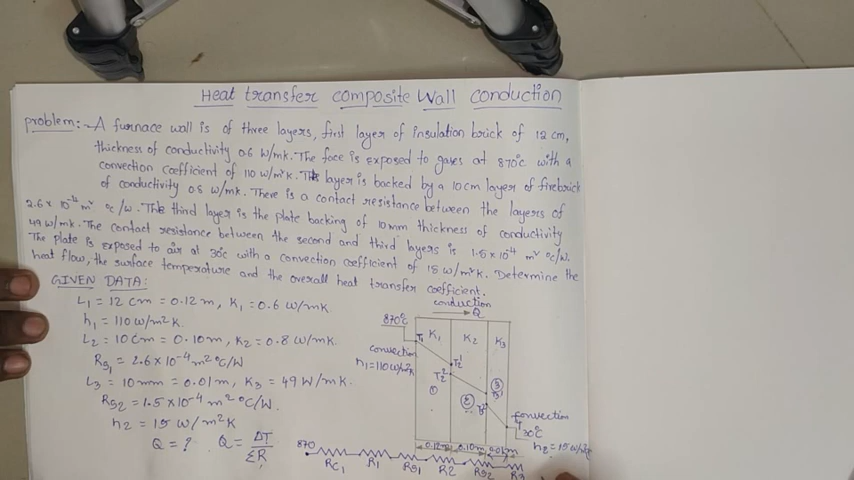 Heat transfer composite Wall conduction
problem:- A furnace wall is of three layers, first layer of insulation brick of 12 cm,
thickness of conductivity 0.6 W/mk. The face is exposed to gases at 870°C with a
convection coefficient of 110 W/m²K. The layer is backed by a 10 cm layer of firebrick
of conductivity 0.8 W/mk. There is a contact resistance between the layers of
2.6 x 10⁻⁴ m² °C/W. The third layer is the plate backing of 10mm thickness of conductivity
49 W/mk. The contact resistance between the second and third layers is 1.5 x 10⁻⁴ m² °C/W.
The plate is exposed to air at 30°C with a convection coefficient of 15 W/m²K. Determine the
heat flow, the surface temperature and the overall heat transfer coefficient.
GIVEN DATA:
L1 = 12 cm = 0.12 m, K1 = 0.6 W/mK
h1 = 110 W/m²K.
L2 = 10 cm = 0.10 m, K2 = 0.8 W/mK.
Rg1 = 2.6 x 10⁻⁴ m² °C/W
L3 = 10 mm = 0.01 m, K3 = 49 W/mK.
Rg2 = 1.5 x 10⁻⁴ m² °C/W.
h2 = 15 W/m²K
Q = ? Q = ΔT/ΣR
conduction
Q
870°C
T1 K1 K2 K3
convection
h1 = 110 W/m²K
① ② ③
convection
30°C
h2 = 15 W/m²K
0.12m 0.10m 0.01m
870
Rc1 R1 Rg1 R2 Rg2 R3